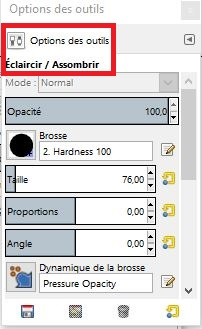 Options des outils
Options des outils
Éclaircir / Assombrir
Mode : Normal
Opacité 100,0
Brosse
2. Hardness 100
Taille 76,00
Proportions 0,00
Angle 0,00
Dynamique de la brosse
Pressure Opacity